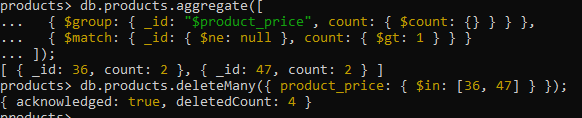 products> db.products.aggregate([
...   { $group: { _id: "$product_price", count: { $count: {} } } },
...   { $match: { _id: { $ne: null }, count: { $gt: 1 } } }
... ]);
[ { _id: 36, count: 2 }, { _id: 47, count: 2 } ]
products> db.products.deleteMany({ product_price: { $in: [36, 47] } });
{ acknowledged: true, deletedCount: 4 }
products>